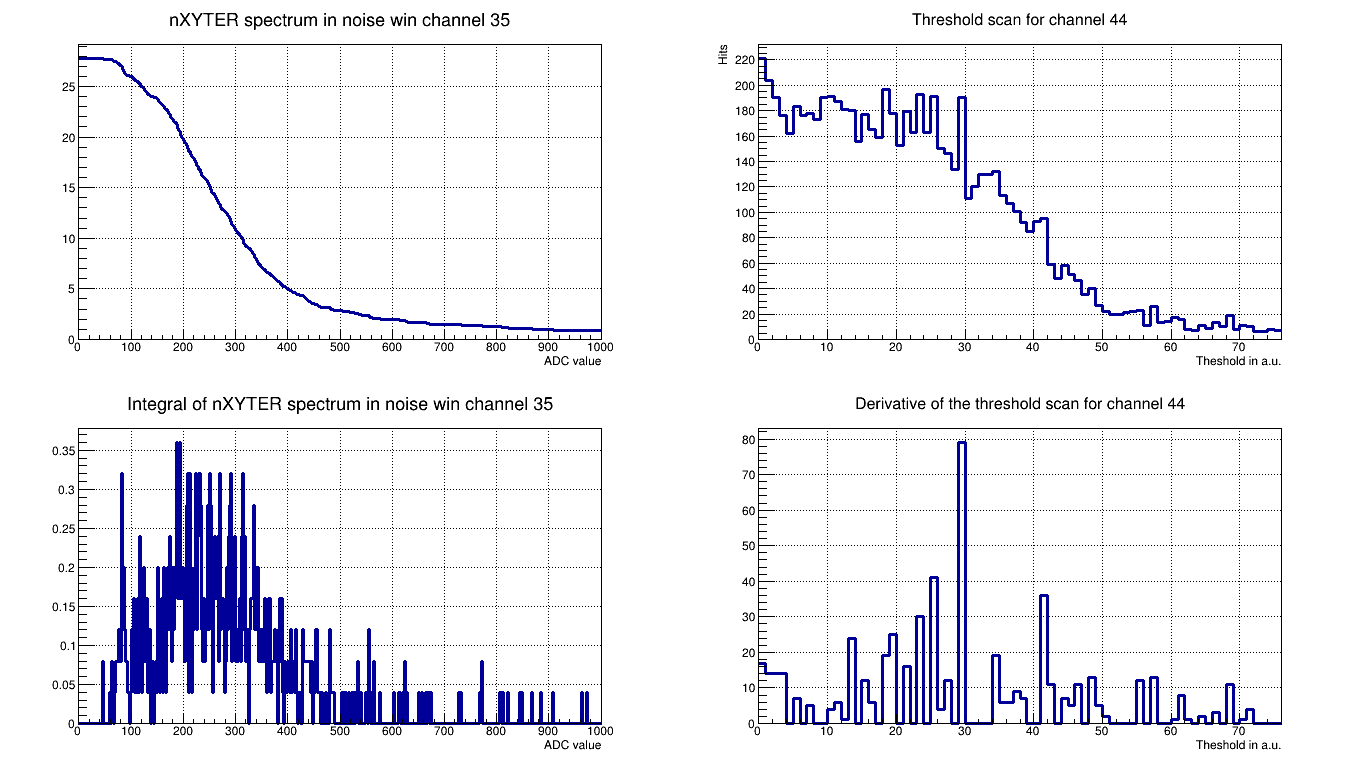 nXYTER spectrum in noise win channel 35
25
20
15
10
5
0
0 100 200 300 400 500 600 700 800 900 1000
ADC value
Threshold scan for channel 44
Hits
220
200
180
160
140
120
100
80
60
40
20
0
0 10 20 30 40 50 60 70
Theshold in a.u.
Integral of nXYTER spectrum in noise win channel 35
0.35
0.3
0.25
0.2
0.15
0.1
0.05
0
0 100 200 300 400 500 600 700 800 900 1000
ADC value
Derivative of the threshold scan for channel 44
80
70
60
50
40
30
20
10
0
0 10 20 30 40 50 60 70
Theshold in a.u.